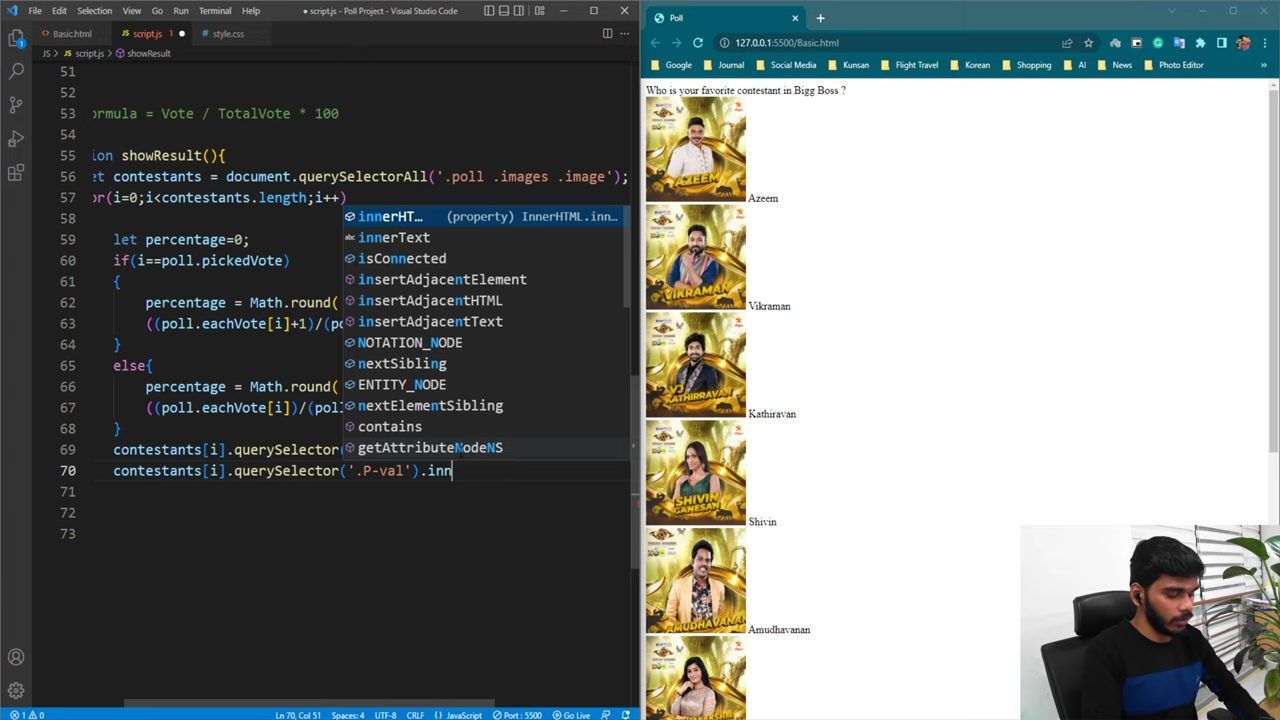 File Edit Selection View Go Run Terminal Help ● script.js - Poll Project - Visual Studio Code
Basic.html script.js 1 ● style.css
JS > script.js > showResult
51
52
53 ormula = Vote / TotalVote * 100
54
55 ion showResult(){
56 et contestants = document.querySelectorAll('.poll .images .image');
57 or(i=0;i<contestants.length;i++)
59 let percentage=0;
60 if(i==poll.pickedVote)
61 {
62 percentage = Math.round(
63 ((poll.eachVote[i]+1)/(po
64 }
65 else{
66 percentage = Math.round(
67 ((poll.eachVote[i])/(pol
68 }
69 contestants[i].querySelector(
70 contestants[i].querySelector('.P-val').inn
71
72
73
innerHT… (property) InnerHTML.inn…
innerText
isConnected
insertAdjacentElement
insertAdjacentHTML
insertAdjacentText
NOTATION_NODE
nextSibling
ENTITY_NODE
nextElementSibling
contains
getAttributeNodeNS
1 0 Ln 70, Col 51 Spaces: 4 UTF-8 CRLF JavaScript Port : 5500 Go Live
Poll
127.0.0.1:5500/Basic.html
Google Journal Social Media Kunsan Flight Travel Korean Shopping AI News Photo Editor »
Who is your favorite contestant in Bigg Boss ?
AZEEM
Azeem
VIKRAMAN
Vikraman
VJ
KATHIRRAVAN
Kathiravan
SHIVIN
GANESAN
Shivin
AMUDHAVANAN
Amudhavanan